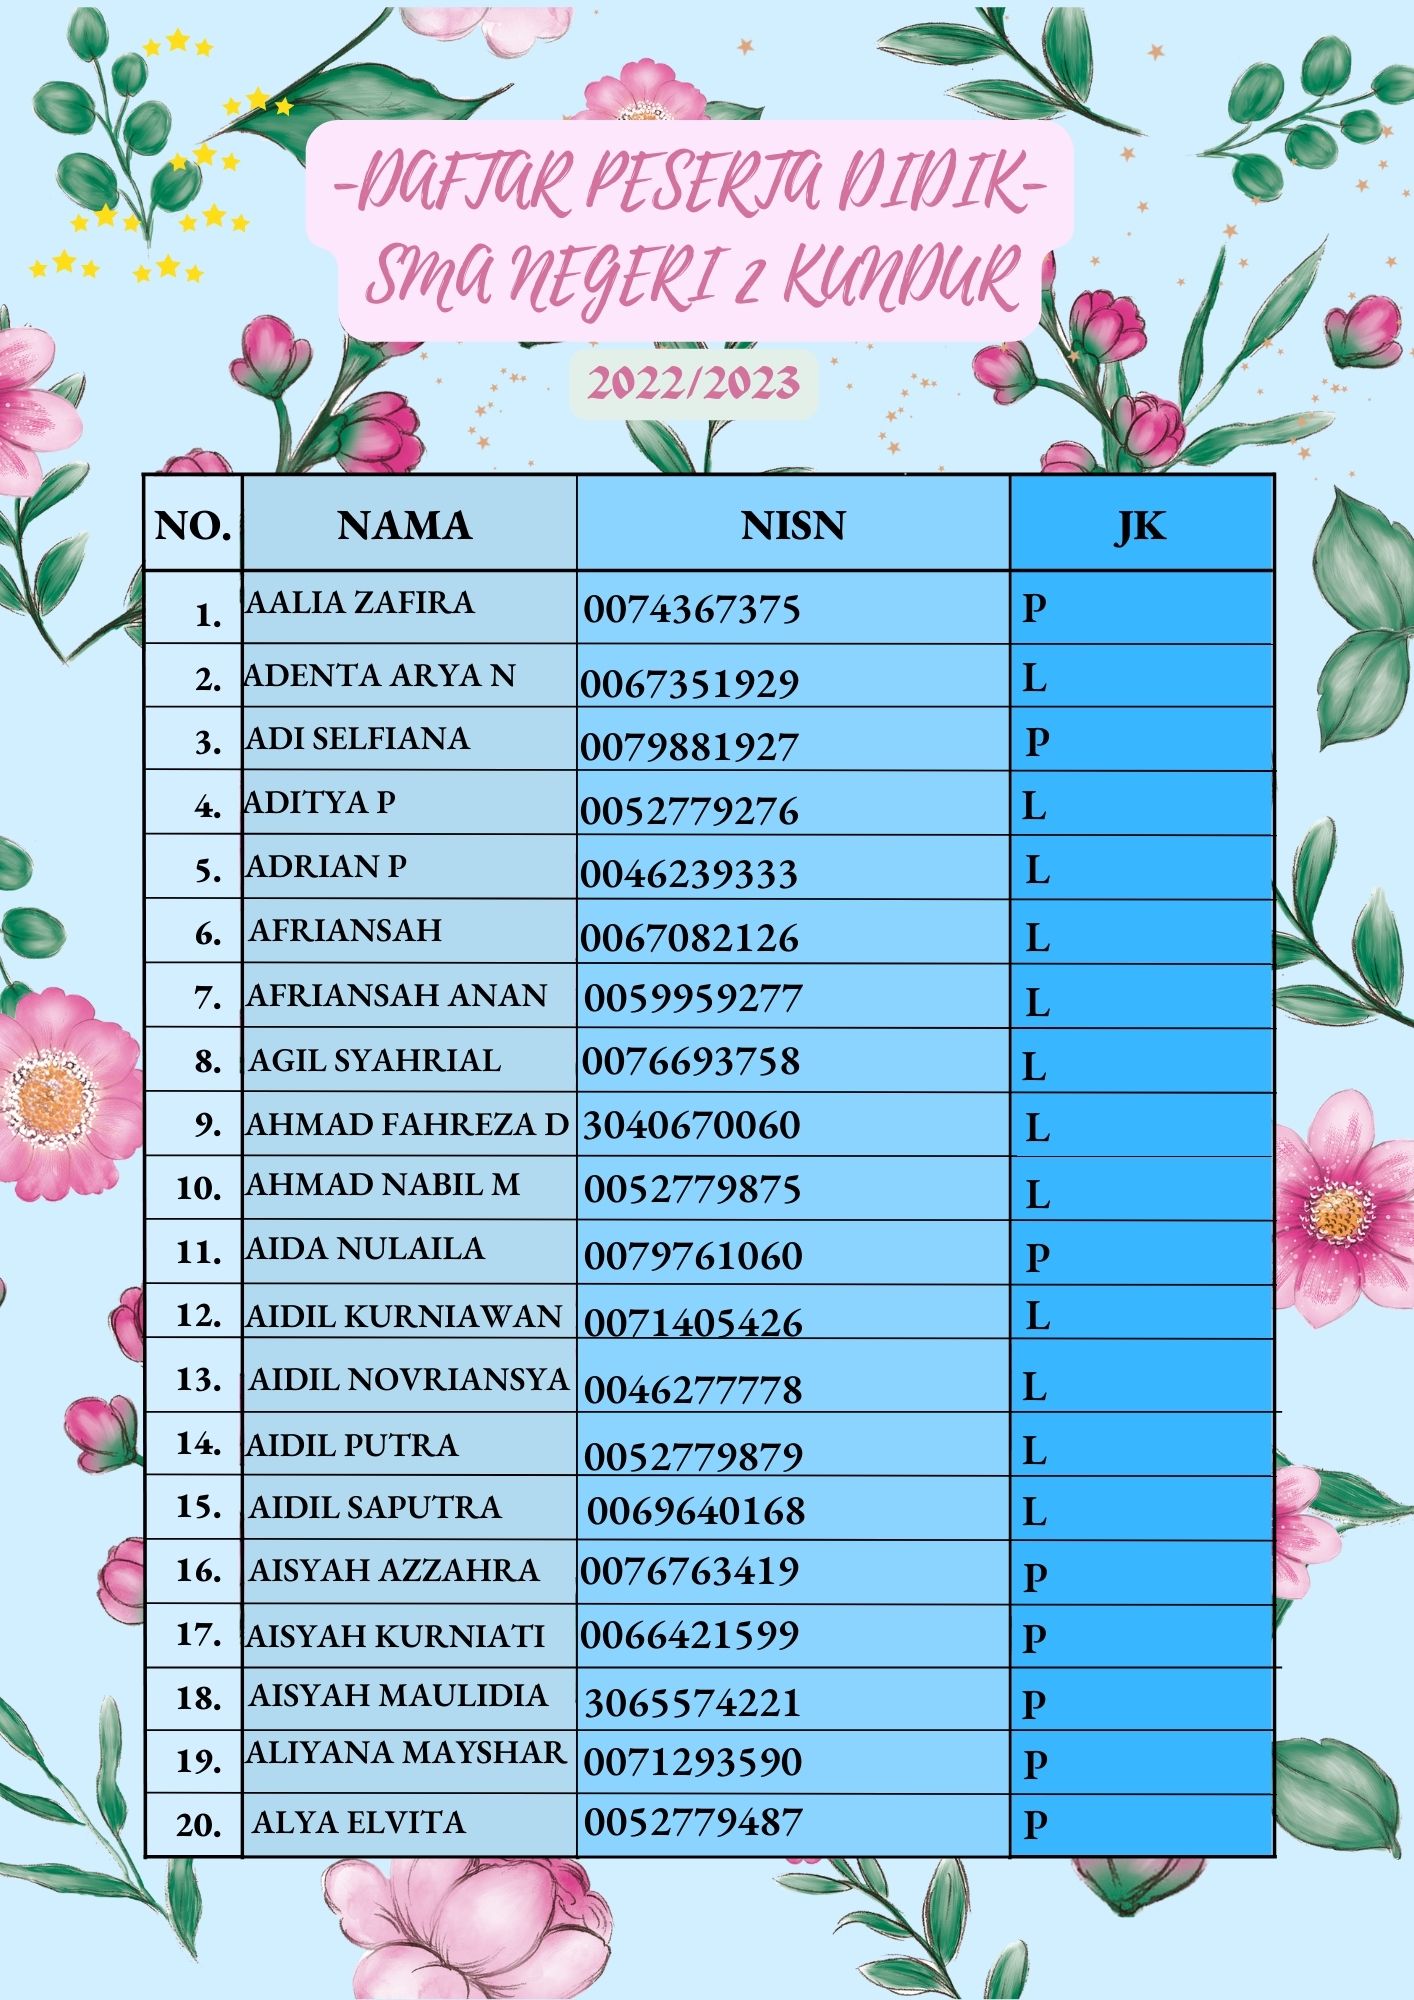 -DAFTAR PESERTA DIDIK-
SMA NEGERI 2 KUNDUR
2022/2023
NO. NAMA NISN JK
1. AALIA ZAFIRA 0074367375 P
2. ADENTA ARYA N 0067351929 L
3. ADI SELFIANA 0079881927 P
4. ADITYA P 0052779276 L
5. ADRIAN P 0046239333 L
6. AFRIANSAH 0067082126 L
7. AFRIANSAH ANAN 0059959277 L
8. AGIL SYAHRIAL 0076693758 L
9. AHMAD FAHREZA D 3040670060 L
10. AHMAD NABIL M 0052779875 L
11. AIDA NULAILA 0079761060 P
12. AIDIL KURNIAWAN 0071405426 L
13. AIDIL NOVRIANSYA 0046277778 L
14. AIDIL PUTRA 0052779879 L
15. AIDIL SAPUTRA 0069640168 L
16. AISYAH AZZAHRA 0076763419 P
17. AISYAH KURNIATI 0066421599 P
18. AISYAH MAULIDIA 3065574221 P
19. ALIYANA MAYSHAR 0071293590 P
20. ALYA ELVITA 0052779487 P